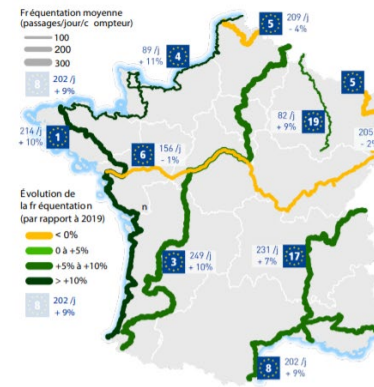 Fréquentation moyenne
(passages/jour/c ompteur)
100
200
300
8 202 /j
+ 9%
89 /j
+ 11%
4
5
209 /j
- 4%
82 /j
+ 9%
19
5
205
- 2
214 /j
+ 10%
1
6
156 /j
- 1%
Évolution de
la fr équentation
(par rapport à 2019)
< 0%
0 à +5%
+5% à +10%
> +10%
8 202 /j
+ 9%
n
3
249 /j
+ 10%
231 /j
+ 7%
17
8
202 /j
+ 9%